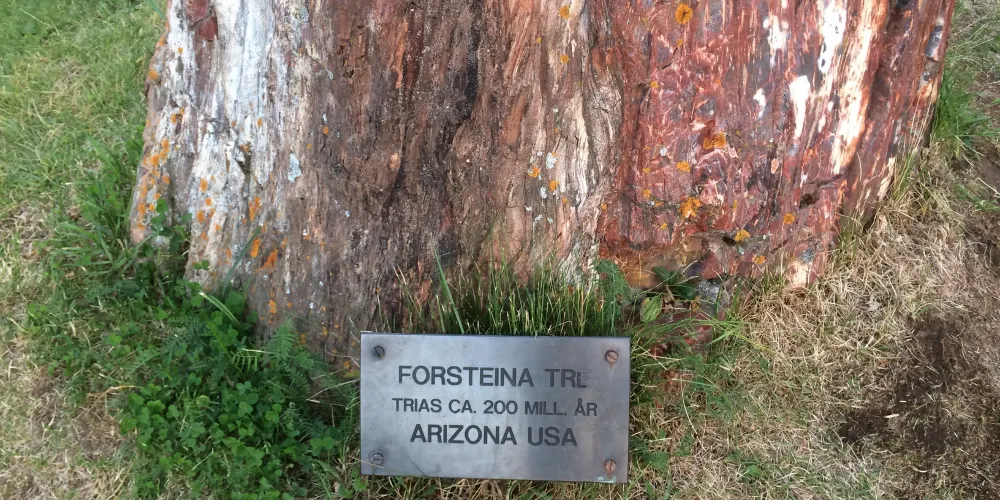 FORSTEINA TRE
TRIAS CA. 200 MILL. ÅR
ARIZONA USA